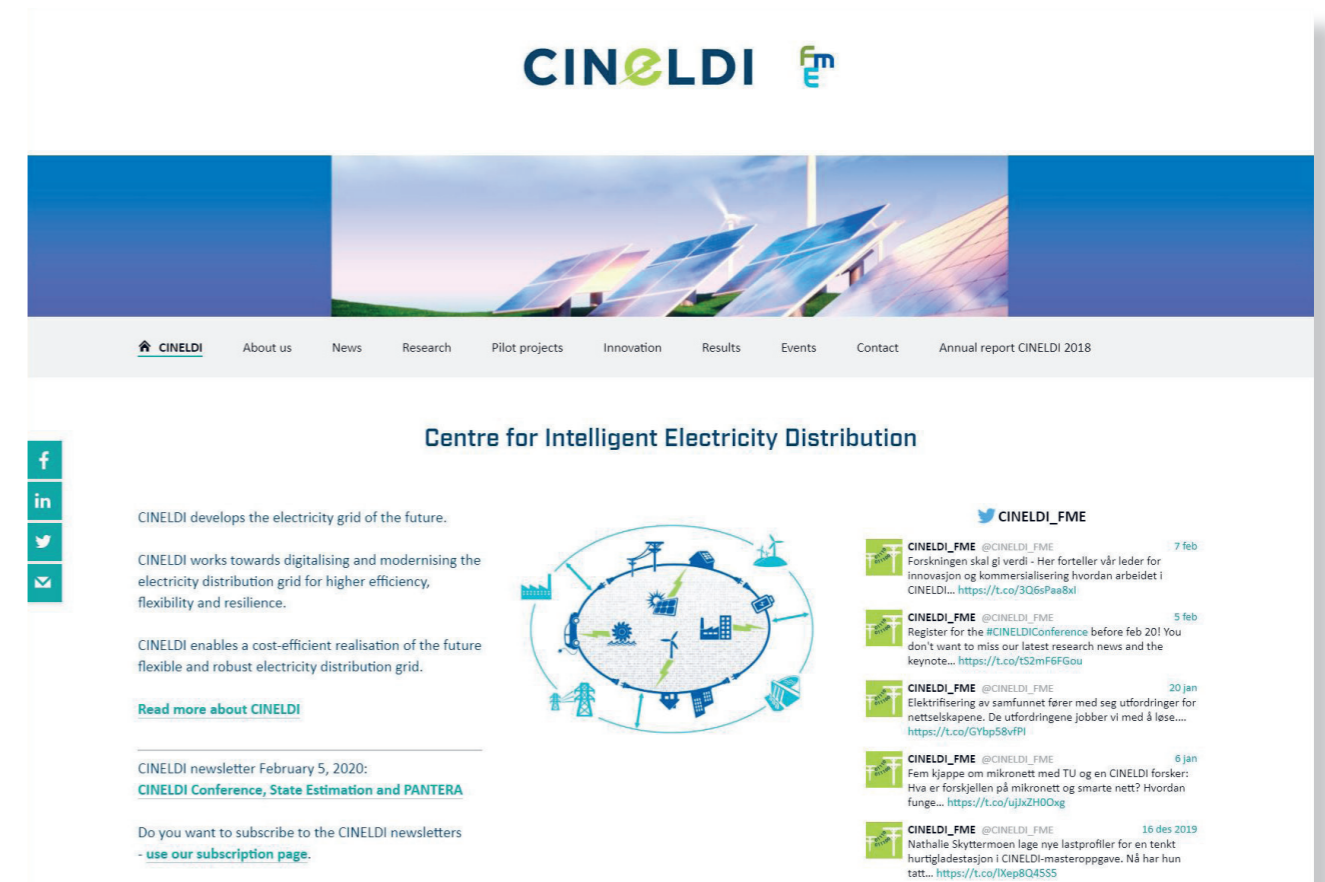 CINELDI
FME
CINELDI
About us
News
Research
Pilot projects
Innovation
Results
Events
Contact
Annual report CINELDI 2018
Centre for Intelligent Electricity Distribution
f
in
CINELDI develops the electricity grid of the future.
CINELDI works towards digitalising and modernising the
electricity distribution grid for higher efficiency,
flexibility and resilience.
CINELDI enables a cost-efficient realisation of the future
flexible and robust electricity distribution grid.
Read more about CINELDI
CINELDI newsletter February 5, 2020:
CINELDI Conference, State Estimation and PANTERA
Do you want to subscribe to the CINELDI newsletters
- use our subscription page.
CINELDI_FME
CINELDI_FME @CINELDI_FME 7 feb
Forskningen skal gi verdi - Her forteller vår leder for
innovasjon og kommersialisering hvordan arbeidet i
CINELDI... https://t.co/3Q6sPaa8xl
CINELDI_FME @CINELDI_FME 5 feb
Register for the #CINELDIConference before feb 20! You
don't want to miss our latest research news and the
keynote... https://t.co/tS2mF6FGou
CINELDI_FME @CINELDI_FME 20 jan
Elektrifisering av samfunnet fører med seg utfordringer for
nettselskapene. De utfordringene jobber vi med å løse....
https://t.co/GYbp58vfPI
CINELDI_FME @CINELDI_FME 6 jan
Fem kjappe om mikronett med TU og en CINELDI forsker:
Hva er forskjellen på mikronett og smarte nett? Hvordan
funge... https://t.co/ujJxZH0Oxg
CINELDI_FME @CINELDI_FME 16 des 2019
Nathalie Skyttermoen lage nye lastprofiler for en tenkt
hurtigladestasjon i CINELDI-masteroppgave. Nå har hun
tatt... https://t.co/lXep8Q45S5